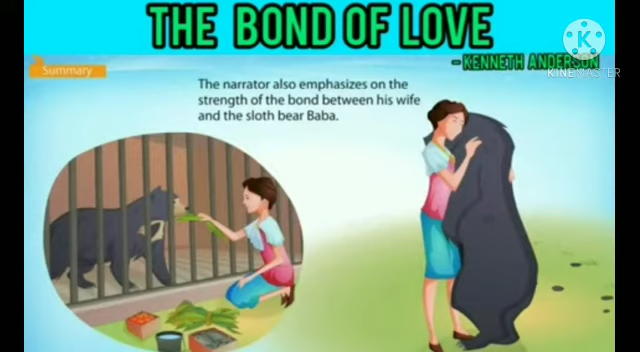 THE BOND OF LOVE
- KENNETH ANDERSON
K
KINEMASTER
Summary
The narrator also emphasizes on the
strength of the bond between his wife
and the sloth bear Baba.